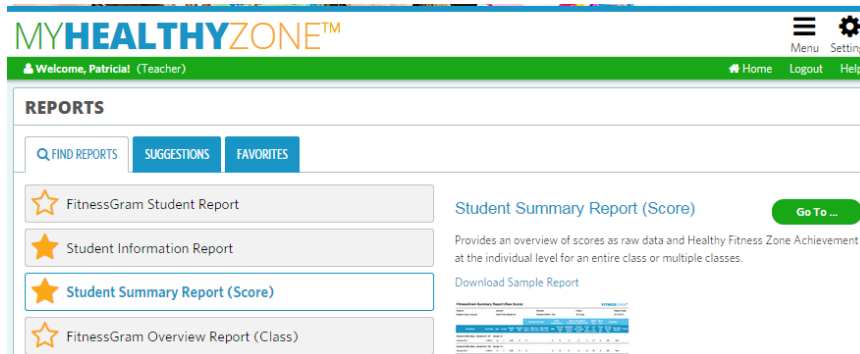 MYHEALTHYZONE™
Menu
Welcome, Patricia! (Teacher)
Home Logout Help
REPORTS
FIND REPORTS SUGGESTIONS FAVORITES
FitnessGram Student Report
Student Information Report
Student Summary Report (Score)
FitnessGram Overview Report (Class)
Student Summary Report (Score)
Go To ...
Provides an overview of scores as raw data and Healthy Fitness Zone Achievement
at the individual level for an entire class or multiple classes.
Download Sample Report